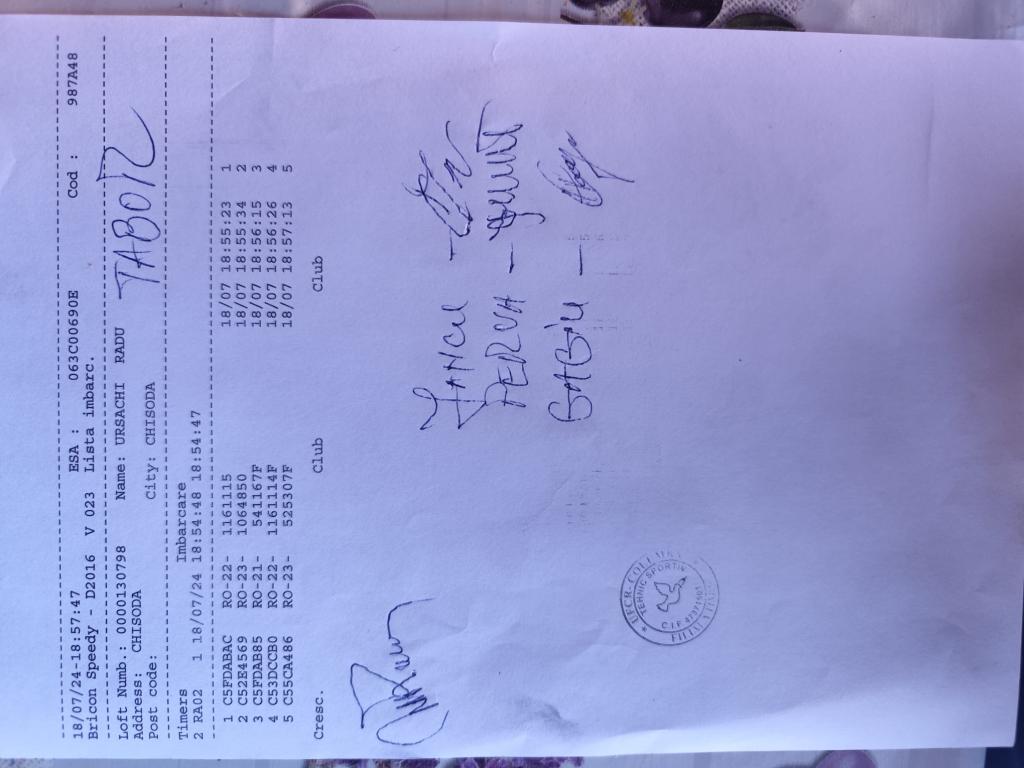 18/07/24-18:57:47 ESA : 063C00690E Cod : 987A48
Bricon Speedy - D2016 V 023 Lista imbarc.
Loft Numb.: 0000130798 Name: URSACHI RADU
Address: CHISODA
Post code: City: CHISODA
TABOR
Timers Imbarcare
2 RA02 1 18/07/24 18:54:48 18:54:47
1 C5FDABAC RO-22- 1161115 18/07 18:55:23 1
2 C52E4569 RO-23- 1064850 18/07 18:55:34 2
3 C5FDAB85 RO-21- 541167F 18/07 18:56:15 3
4 C53DCCB0 RO-22- 1161114F 18/07 18:56:26 4
5 C55CA486 RO-23- 525307F 18/07 18:57:13 5
Cresc. Club Club
IANCU -
PERVA -